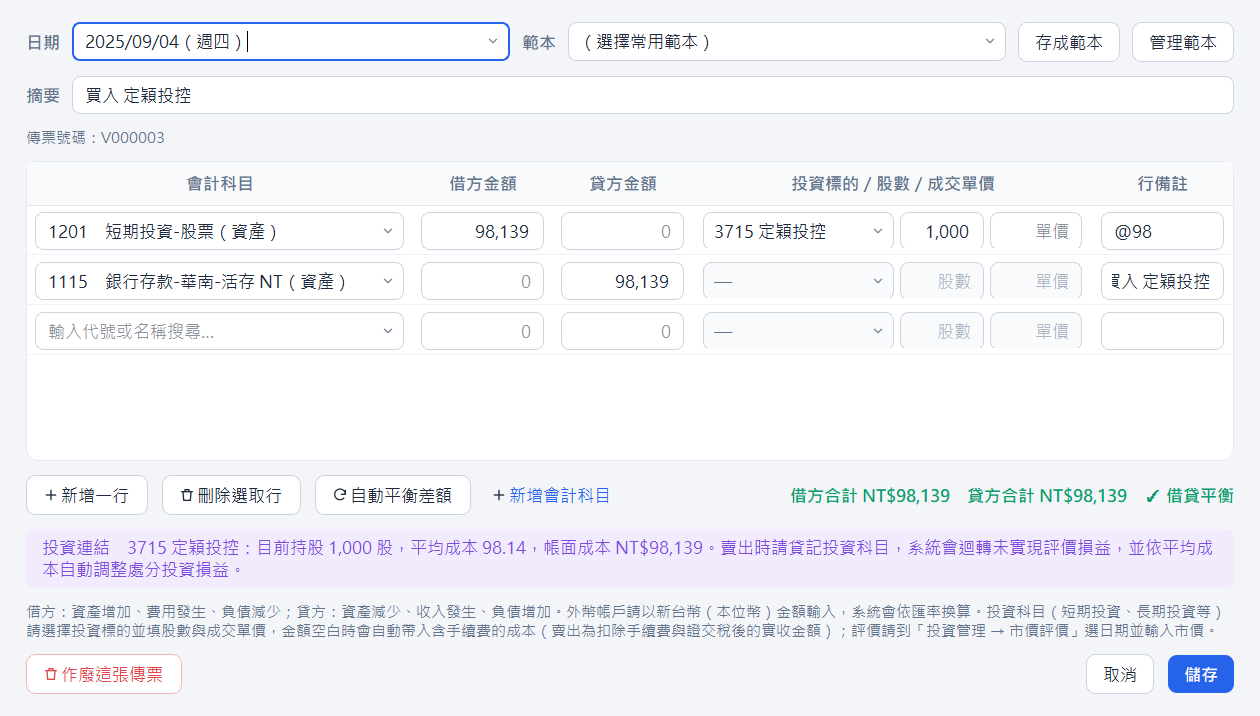 日期 2025/09/04 ( 週四 ) 範本 ( 選擇常用範本 ) 存成範本 管理範本
摘要 買入 定穎投控
傳票號碼：V000003
會計科目 借方金額 貸方金額 投資標的 / 股數 / 成交單價 行備註
1201 短期投資-股票 ( 資產 ) 98,139 0 3715 定穎投控 1,000 單價 @98
1115 銀行存款-華南-活存 NT ( 資產 ) 0 98,139 — 股數 單價 買入 定穎投控
輸入代號或名稱搜尋... 0 0 — 股數 單價
+ 新增一行 刪除選取行 自動平衡差額 + 新增會計科目 借方合計 NT$98,139 貸方合計 NT$98,139 ✓ 借貸平衡
投資連結 3715 定穎投控：目前持股 1,000 股，平均成本 98.14，帳面成本 NT$98,139。賣出時請貸記投資科目，系統會迴轉未實現評價損益，並依平均成
本自動調整處分投資損益。
借方：資產增加、費用發生、負債減少；貸方：資產減少、收入發生、負債增加。外幣帳戶請以新台幣（本位幣）金額輸入，系統會依匯率換算。投資科目（短期投資、長期投資等）
請選擇投資標的並填股數與成交單價，金額空白時會自動帶入含手續費的成本（賣出為扣除手續費與證交稅後的實收金額）；評價請到「投資管理 → 市價評價」選日期並輸入市價。
作廢這張傳票 取消 儲存